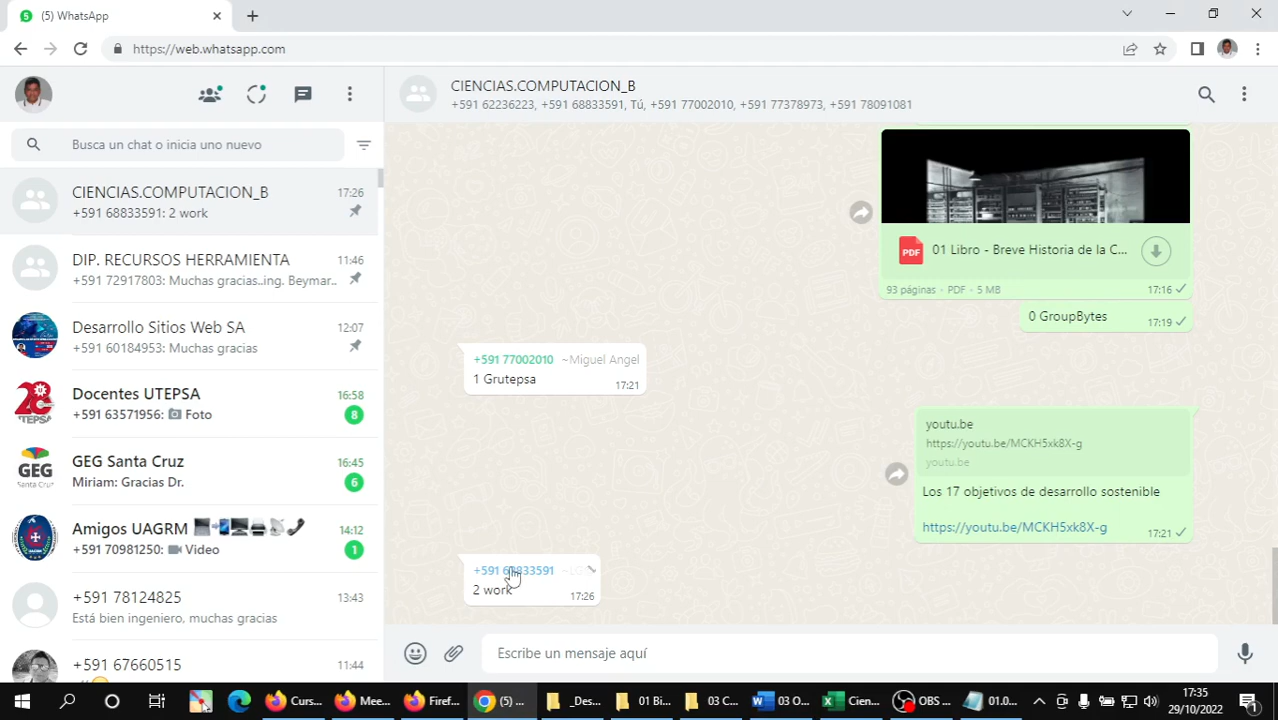 (5) WhatsApp
https://web.whatsapp.com
CIENCIAS.COMPUTACION_B
+591 62236223, +591 68833591, Tú, +591 77002010, +591 77378973, +591 78091081
Busca un chat o inicia uno nuevo
CIENCIAS.COMPUTACION_B 17:26
+591 68833591: 2 work
DIP. RECURSOS HERRAMIENTA 11:46
+591 72917803: Muchas gracias..ing. Beymar..
Desarrollo Sitios Web SA 12:07
+591 60184953: Muchas gracias
Docentes UTEPSA 16:58
+591 63571956: Foto 8
GEG Santa Cruz 16:45
Miriam: Gracias Dr. 6
Amigos UAGRM 14:12
+591 70981250: Video 1
+591 78124825 13:43
Está bien ingeniero, muchas gracias
+591 67660515 11:44
PDF 01 Libro - Breve Historia de la C...
93 páginas • PDF • 5 MB 17:16
0 GroupBytes 17:19
+591 77002010 ~Miguel Angel
1 Grutepsa 17:21
youtu.be
https://youtu.be/MCKH5xk8X-g
youtu.be
Los 17 objetivos de desarrollo sostenible
https://youtu.be/MCKH5xk8X-g 17:21
+591 68833591
2 work 17:26
Escribe un mensaje aquí
Curs... Mee... Firef... (5) ... _Des... 01 Bi... 03 C... 03 O... Cien... OBS ... 01.0...
17:35
29/10/2022